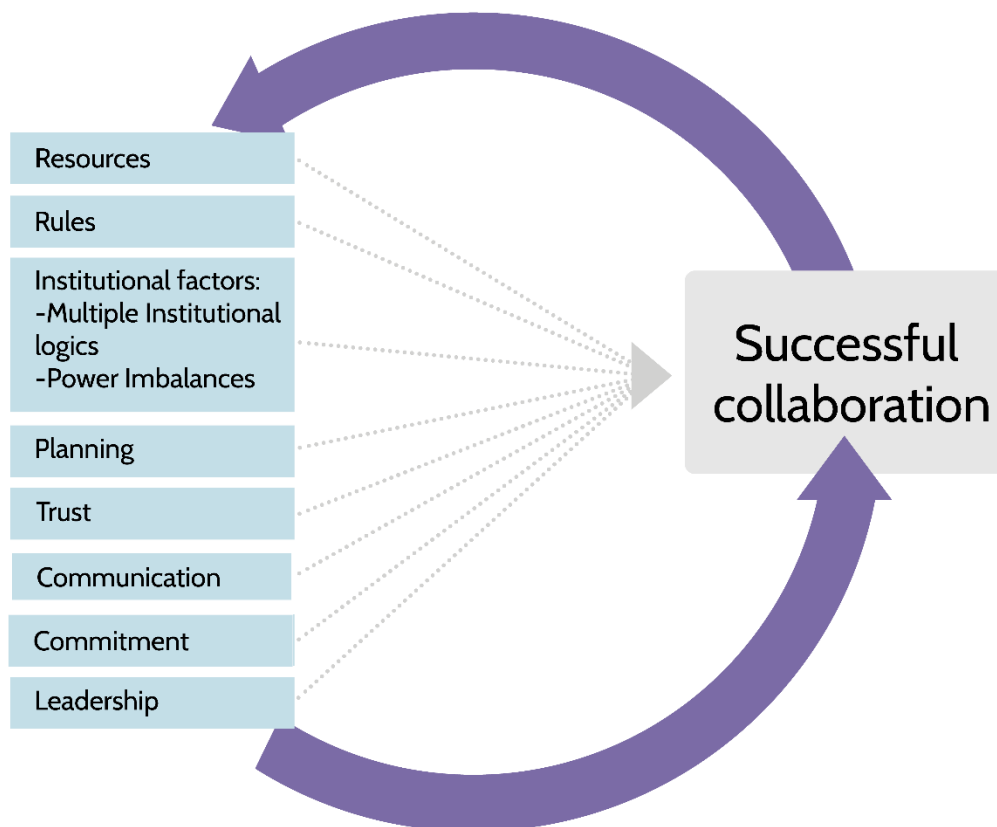 Resources
Rules
Institutional factors:
-Multiple Institutional
logics
-Power Imbalances
Planning
Trust
Communication
Commitment
Leadership
Successful
collaboration